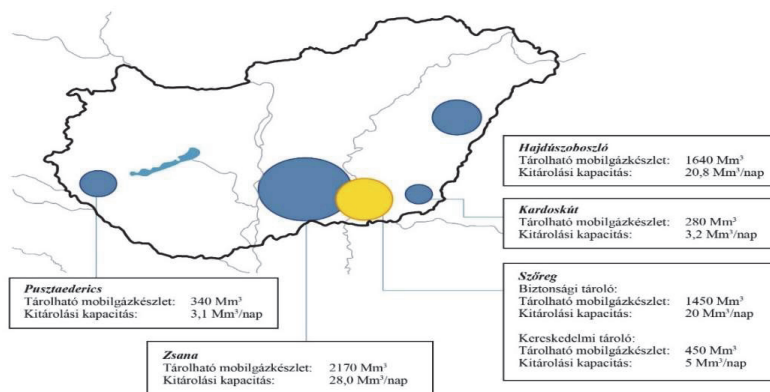 Hajdúszoboszló
Tárolható mobilgázkészlet: 1640 Mm³
Kitárolási kapacitás: 20,8 Mm³/nap
Kardoskút
Tárolható mobilgázkészlet: 280 Mm³
Kitárolási kapacitás: 3,2 Mm³/nap
Szőreg
Biztonsági tároló:
Tárolható mobilgázkészlet: 1450 Mm³
Kitárolási kapacitás: 20 Mm³/nap
Kereskedelmi tároló:
Tárolható mobilgázkészlet: 450 Mm³
Kitárolási kapacitás: 5 Mm³/nap
Pusztaederics
Tárolható mobilgázkészlet: 340 Mm³
Kitárolási kapacitás: 3,1 Mm³/nap
Zsana
Tárolható mobilgázkészlet: 2170 Mm³
Kitárolási kapacitás: 28,0 Mm³/nap